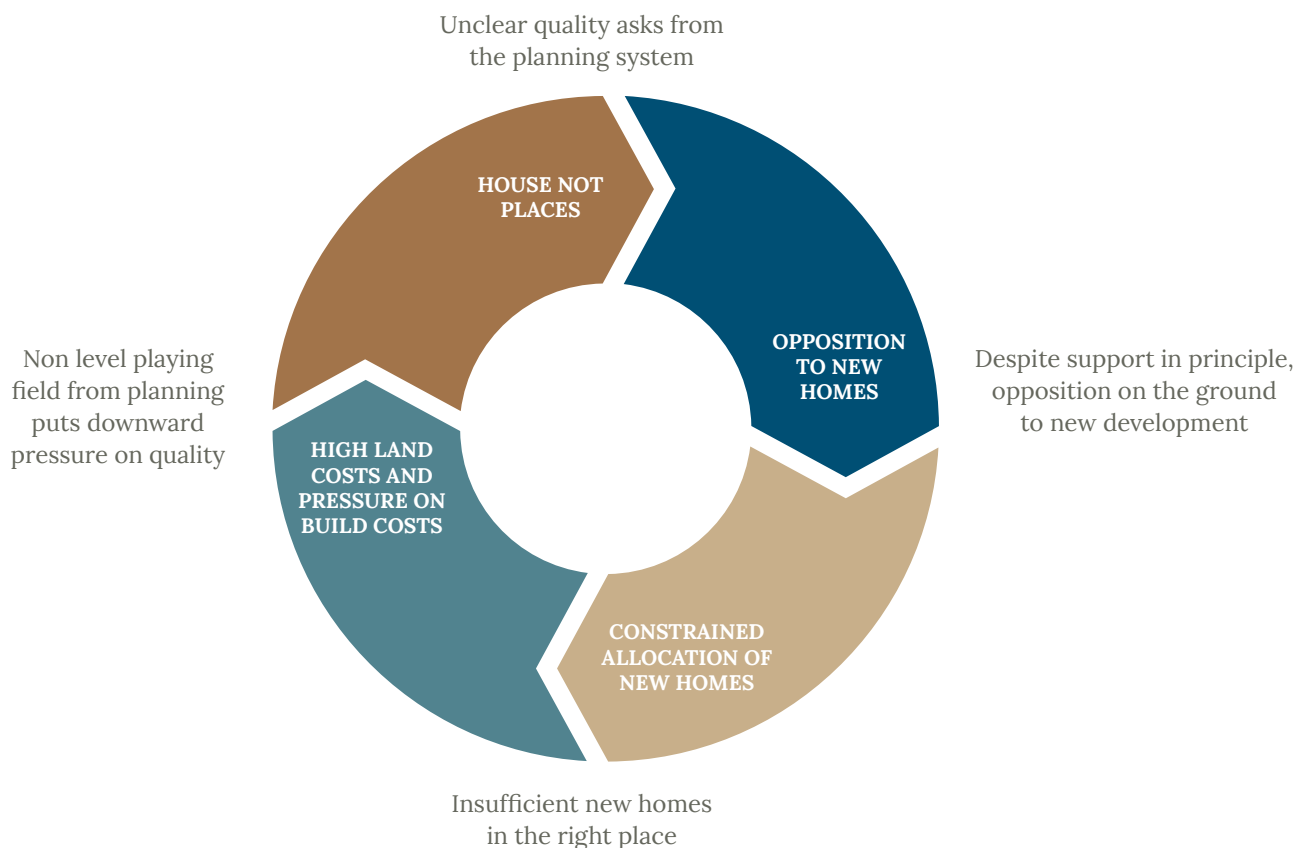 Unclear quality asks from
the planning system
HOUSE NOT
PLACES
OPPOSITION
TO NEW
HOMES
Despite support in principle,
opposition on the ground
to new development
Non level playing
field from planning
puts downward
pressure on quality
HIGH LAND
COSTS AND
PRESSURE ON
BUILD COSTS
CONSTRAINED
ALLOCATION OF
NEW HOMES
Insufficient new homes
in the right place